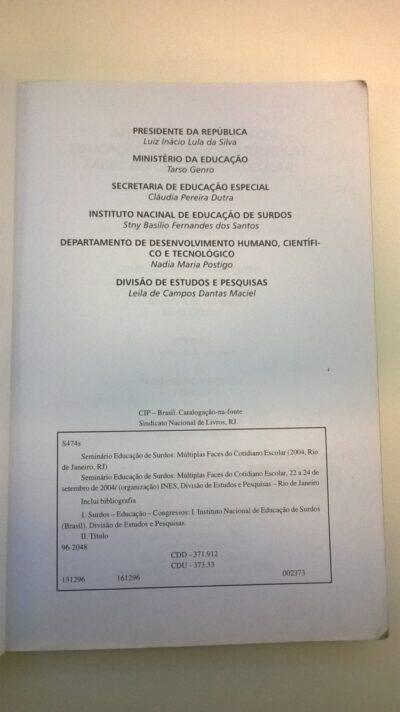 PRESIDENTE DA REPÚBLICA
Luiz Inácio Lula da Silva
MINISTÉRIO DA EDUCAÇÃO
Tarso Genro
SECRETARIA DE EDUCAÇÃO ESPECIAL
Cláudia Pereira Dutra
INSTITUTO NACINAL DE EDUCAÇÃO DE SURDOS
Stny Basílio Fernandes dos Santos
DEPARTAMENTO DE DESENVOLVIMENTO HUMANO, CIENTÍFI-
CO E TECNOLÓGICO
Nadia Maria Postigo
DIVISÃO DE ESTUDOS E PESQUISAS
Leila de Campos Dantas Maciel
CIP – Brasil. Catalogação-na-fonte
Sindicato Nacional de Livros, RJ.
S474s
Seminário Educação de Surdos: Múltiplas Faces do Cotidiano Escolar (2004, Rio
de Janeiro, RJ)
Seminário Educação de Surdos: Múltiplas Faces do Cotidiano Escolar, 22 a 24 de
setembro de 2004/ (organização) INES, Divisão de Estudos e Pesquisas – Rio de Janeiro
Inclui bibliografia
1. Surdos – Educação – Congressos: I. Instituto Nacional de Educação de Surdos
(Brasil). Divisão de Estudos e Pesquisas.
II. Título
96-2048
CDD - 371.912
CDU - 373.33
131296 161296 002373